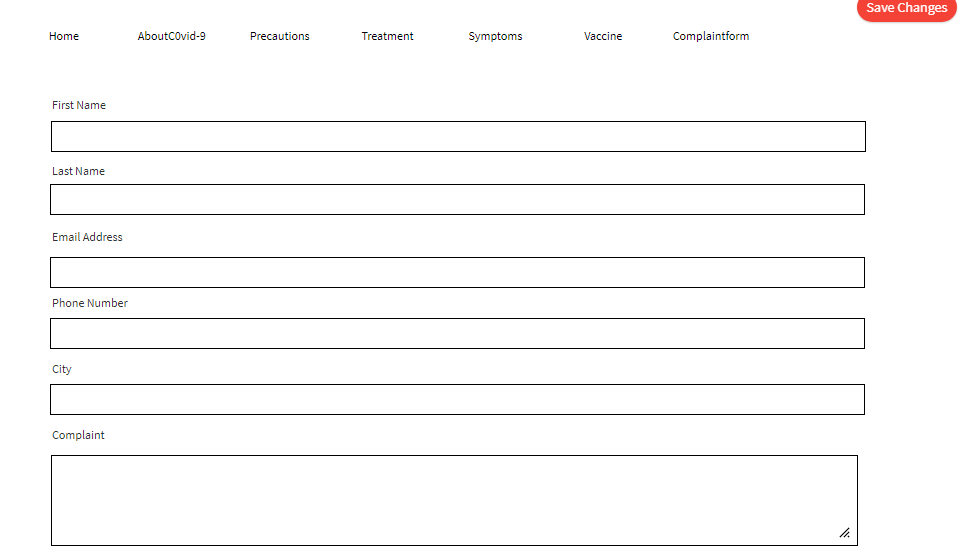 Save Changes
Home AboutC0vid-9 Precautions Treatment Symptoms Vaccine Complaintform
First Name
Last Name
Email Address
Phone Number
City
Complaint